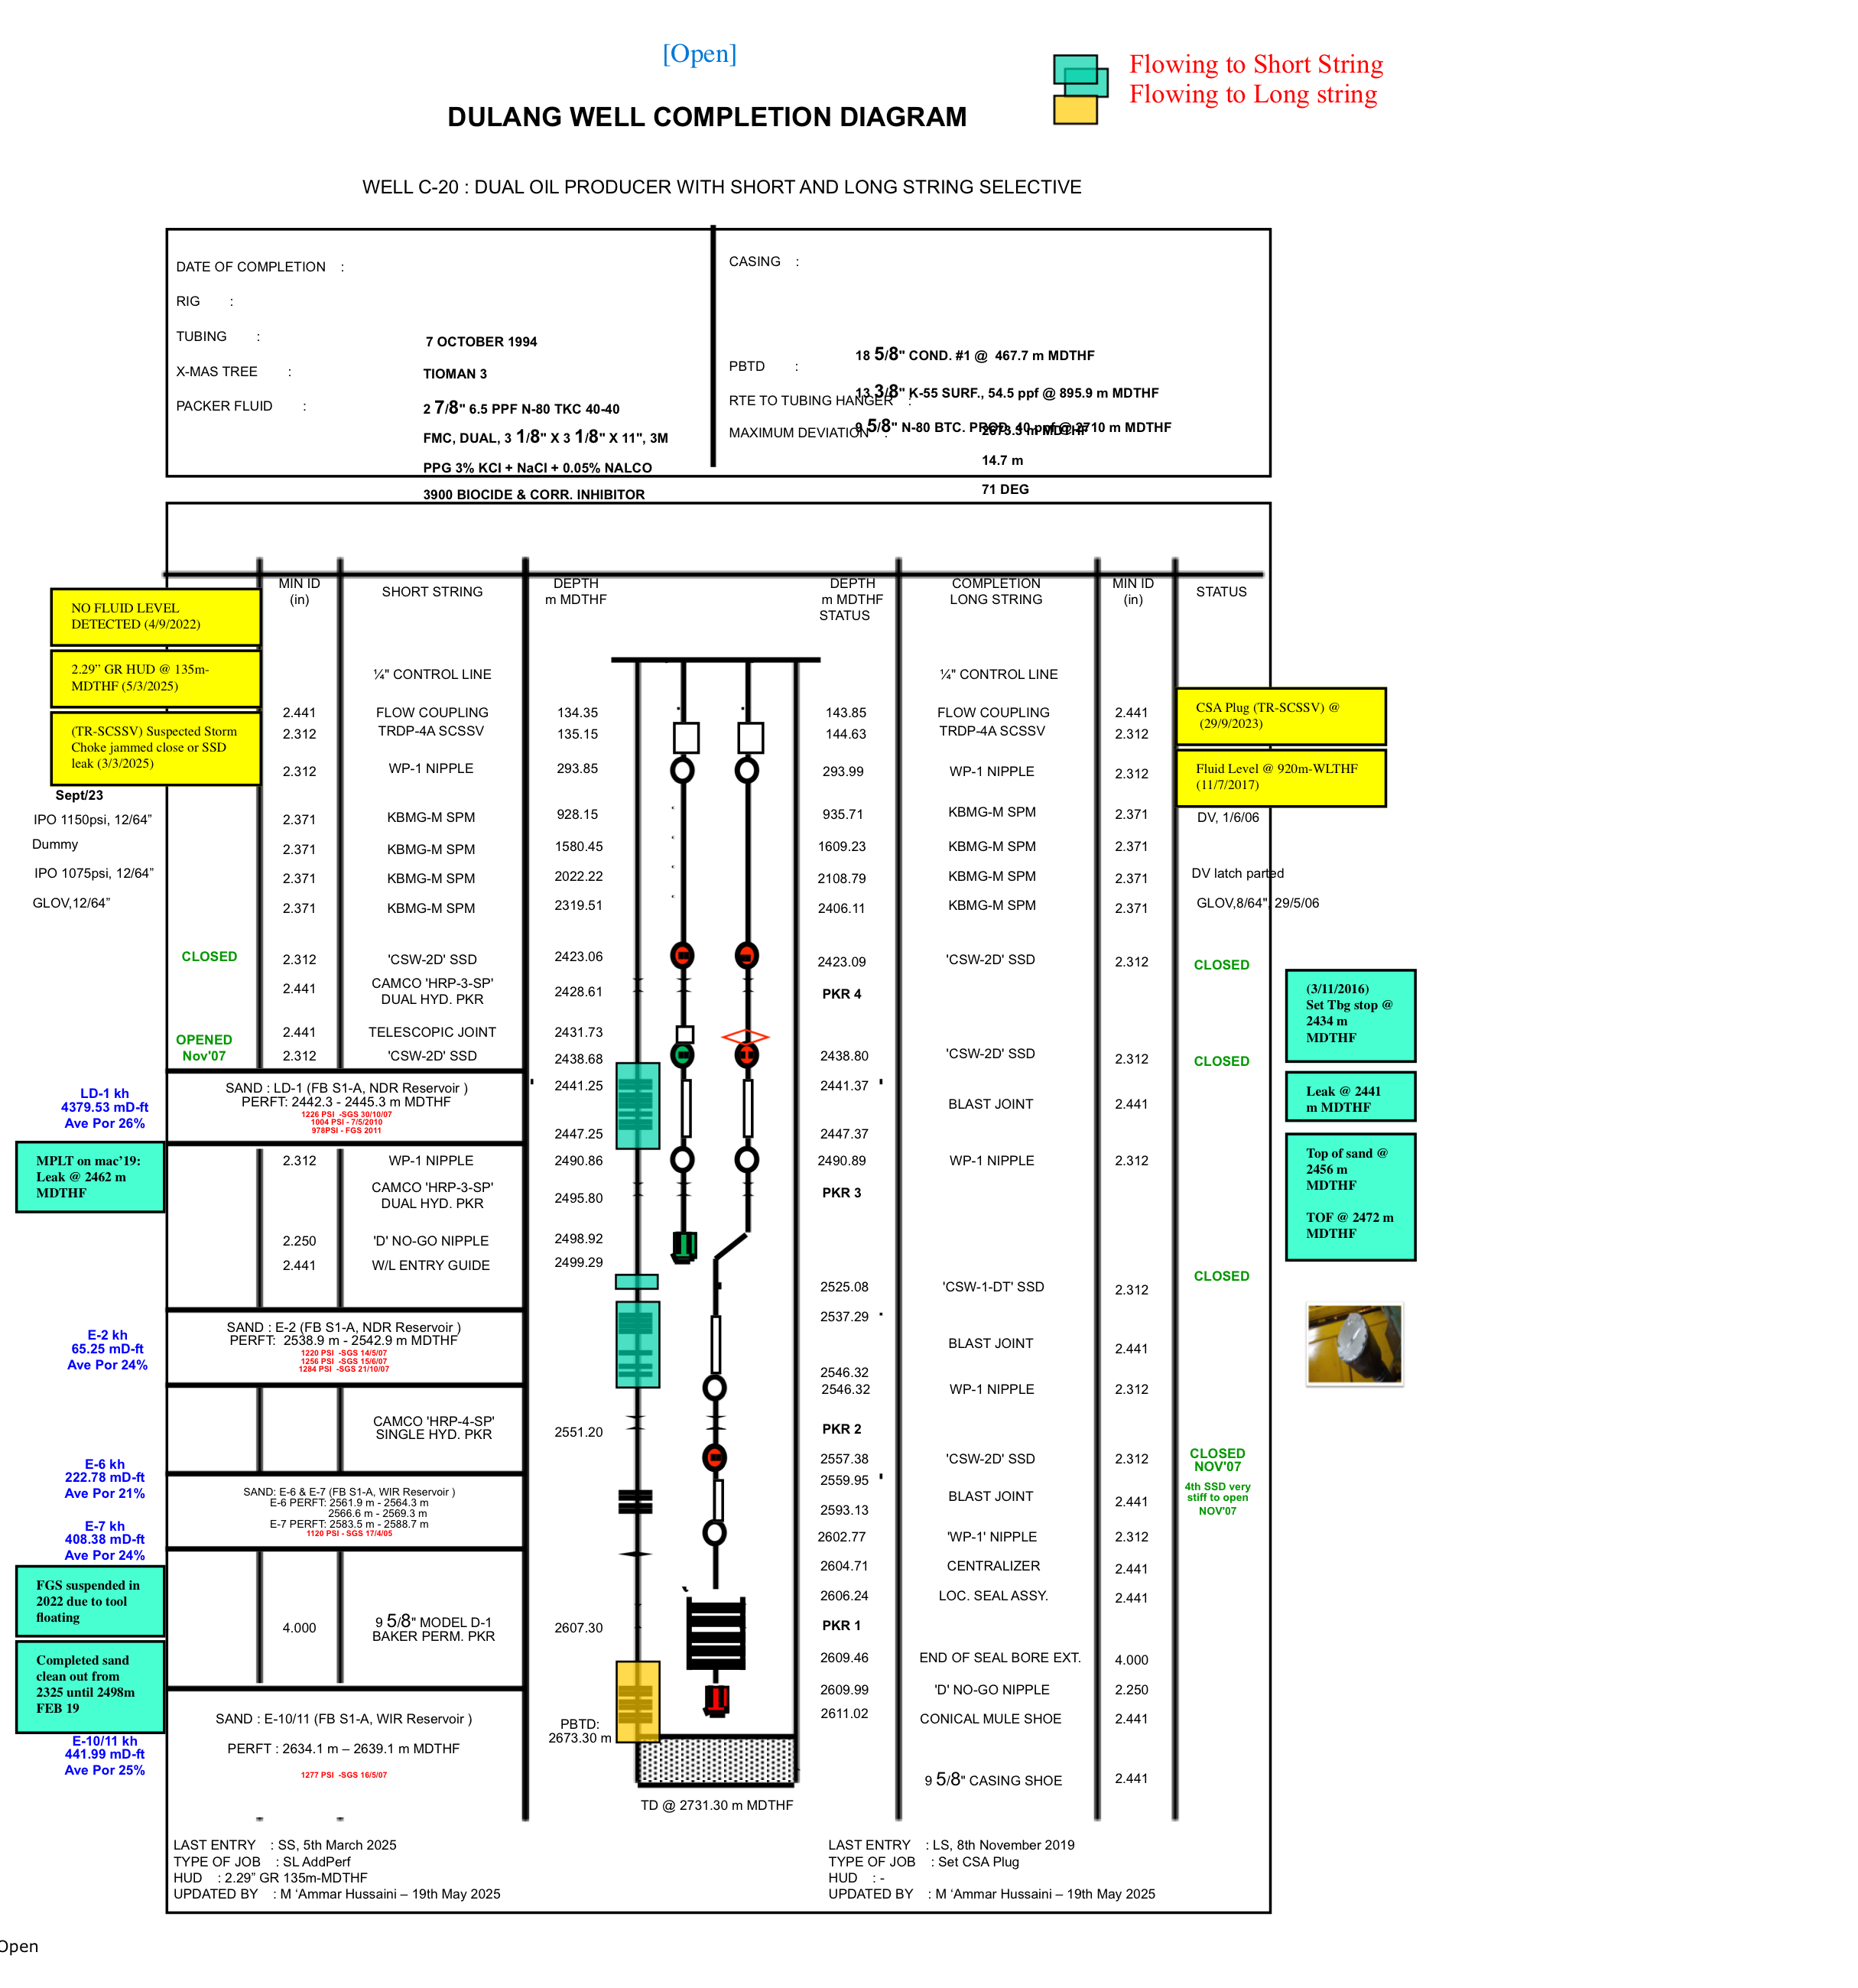 [Open]
Flowing to Short String
Flowing to Long string
DULANG WELL COMPLETION DIAGRAM
WELL C-20 : DUAL OIL PRODUCER WITH SHORT AND LONG STRING SELECTIVE
DATE OF COMPLETION :
RIG :
TUBING :
X-MAS TREE :
PACKER FLUID :
7 OCTOBER 1994
TIOMAN 3
2 7/8" 6.5 PPF N-80 TKC 40-40
FMC, DUAL, 3 1/8" X 3 1/8" X 11", 3M
PPG 3% KCl + NaCl + 0.05% NALCO
3900 BIOCIDE & CORR. INHIBITOR
CASING :
PBTD :
RTE TO TUBING HANGER :
MAXIMUM DEVIATION :
18 5/8" COND. #1 @ 467.7 m MDTHF
13 3/8" K-55 SURF., 54.5 ppf @ 895.9 m MDTHF
9 5/8" N-80 BTC. PROD. 40 ppf @ 2710 m MDTHF
2673.3 m MDTHF
14.7 m
71 DEG
MIN ID
(in)
SHORT STRING
DEPTH
m MDTHF
DEPTH
m MDTHF
STATUS
COMPLETION
LONG STRING
MIN ID
(in)
STATUS
NO FLUID LEVEL
DETECTED (4/9/2022)
2.29” GR HUD @ 135m-
MDTHF (5/3/2025)
(TR-SCSSV) Suspected Storm
Choke jammed close or SSD
leak (3/3/2025)
CSA Plug (TR-SCSSV) @
(29/9/2023)
Fluid Level @ 920m-WLTHF
(11/7/2017)
¼" CONTROL LINE ¼" CONTROL LINE
2.441 FLOW COUPLING 134.35 143.85 FLOW COUPLING 2.441
2.312 TRDP-4A SCSSV 135.15 144.63 TRDP-4A SCSSV 2.312
2.312 WP-1 NIPPLE 293.85 293.99 WP-1 NIPPLE 2.312
Sept/23
IPO 1150psi, 12/64” 2.371 KBMG-M SPM 928.15 935.71 KBMG-M SPM 2.371 DV, 1/6/06
Dummy 2.371 KBMG-M SPM 1580.45 1609.23 KBMG-M SPM 2.371
IPO 1075psi, 12/64” 2.371 KBMG-M SPM 2022.22 2108.79 KBMG-M SPM 2.371 DV latch parted
GLOV,12/64” 2.371 KBMG-M SPM 2319.51 2406.11 KBMG-M SPM 2.371 GLOV,8/64", 29/5/06
CLOSED 2.312 'CSW-2D' SSD 2423.06 2423.09 'CSW-2D' SSD 2.312 CLOSED
2.441 CAMCO 'HRP-3-SP'
DUAL HYD. PKR 2428.61 PKR 4
(3/11/2016)
Set Tbg stop @
2434 m
MDTHF
2.441 TELESCOPIC JOINT 2431.73
OPENED
Nov'07 2.312 'CSW-2D' SSD 2438.68 2438.80 'CSW-2D' SSD 2.312 CLOSED
LD-1 kh
4379.53 mD-ft
Ave Por 26%
SAND : LD-1 (FB S1-A, NDR Reservoir )
PERFT: 2442.3 - 2445.3 m MDTHF
1226 PSI -SGS 30/10/07
1004 PSI - 7/5/2010
978PSI - FGS 2011
2441.25 2441.37
BLAST JOINT 2.441
2447.25 2447.37
Leak @ 2441
m MDTHF
MPLT on mac’19:
Leak @ 2462 m
MDTHF
2.312 WP-1 NIPPLE 2490.86 2490.89 WP-1 NIPPLE 2.312
CAMCO 'HRP-3-SP'
DUAL HYD. PKR 2495.80 PKR 3
Top of sand @
2456 m
MDTHF
TOF @ 2472 m
MDTHF
2.250 'D' NO-GO NIPPLE 2498.92
2.441 W/L ENTRY GUIDE 2499.29
2525.08 'CSW-1-DT' SSD 2.312 CLOSED
E-2 kh
65.25 mD-ft
Ave Por 24%
SAND : E-2 (FB S1-A, NDR Reservoir )
PERFT: 2538.9 m - 2542.9 m MDTHF
1220 PSI -SGS 14/5/07
1256 PSI -SGS 15/6/07
1284 PSI -SGS 21/10/07
2537.29
BLAST JOINT 2.441
2546.32
2546.32 WP-1 NIPPLE 2.312
CAMCO 'HRP-4-SP'
SINGLE HYD. PKR 2551.20 PKR 2
2557.38 'CSW-2D' SSD 2.312 CLOSED
NOV'07
4th SSD very
stiff to open
NOV'07
E-6 kh
222.78 mD-ft
Ave Por 21%
E-7 kh
408.38 mD-ft
Ave Por 24%
SAND: E-6 & E-7 (FB S1-A, WIR Reservoir )
E-6 PERFT: 2561.9 m - 2564.3 m
2566.6 m - 2569.3 m
E-7 PERFT: 2583.5 m - 2588.7 m
1120 PSI - SGS 17/4/05
2559.95
BLAST JOINT 2.441
2593.13
2602.77 'WP-1' NIPPLE 2.312
2604.71 CENTRALIZER 2.441
2606.24 LOC. SEAL ASSY. 2.441
FGS suspended in
2022 due to tool
floating
4.000 9 5/8" MODEL D-1
BAKER PERM. PKR 2607.30 PKR 1
Completed sand
clean out from
2325 until 2498m
FEB 19
2609.46 END OF SEAL BORE EXT. 4.000
2609.99 'D' NO-GO NIPPLE 2.250
2611.02 CONICAL MULE SHOE 2.441
E-10/11 kh
441.99 mD-ft
Ave Por 25%
SAND : E-10/11 (FB S1-A, WIR Reservoir )
PERFT : 2634.1 m – 2639.1 m MDTHF
1277 PSI -SGS 16/5/07
PBTD:
2673.30 m
9 5/8" CASING SHOE 2.441
TD @ 2731.30 m MDTHF
LAST ENTRY : SS, 5th March 2025
TYPE OF JOB : SL AddPerf
HUD : 2.29” GR 135m-MDTHF
UPDATED BY : M ‘Ammar Hussaini – 19th May 2025
LAST ENTRY : LS, 8th November 2019
TYPE OF JOB : Set CSA Plug
HUD : -
UPDATED BY : M ‘Ammar Hussaini – 19th May 2025
Open